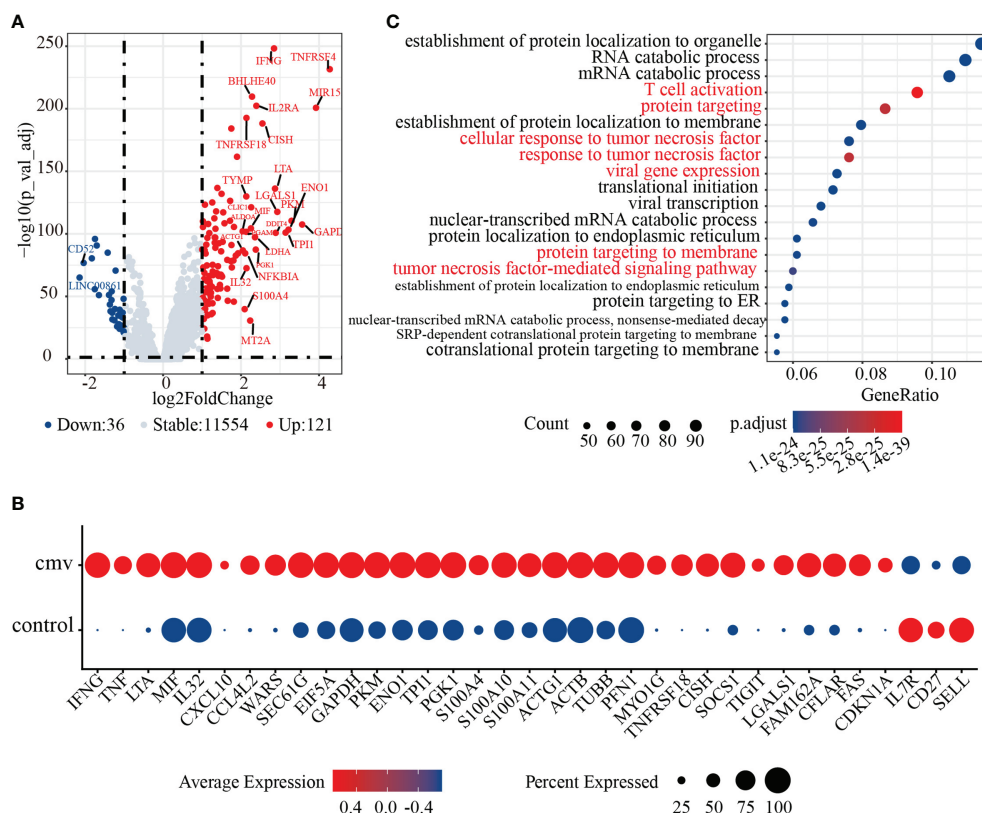 A
250
200
150
100
50
0
-2
0
2
4
−log10(p_val_adj)
log2FoldChange
IFNG
TNFRSF4
BHLHE40
MIR15
IL2RA
CISH
TNFRSF18
TYMP
LTA
LGALS1
ENO1
PKM
CLIC1
ALDOA
MIF
DDIT4
GAPD
ACTG1
PGAM1
TPI1
LDHA
PGK1
NFKBIA
IL32
S100A4
MT2A
CD52
LINC00861
Down:36 Stable:11554 Up:121
C
establishment of protein localization to organelle
RNA catabolic process
mRNA catabolic process
T cell activation
protein targeting
establishment of protein localization to membrane
cellular response to tumor necrosis factor
response to tumor necrosis factor
viral gene expression
translational initiation
viral transcription
nuclear-transcribed mRNA catabolic process
protein localization to endoplasmic reticulum
protein targeting to membrane
tumor necrosis factor-mediated signaling pathway
establishment of protein localization to endoplasmic reticulum
protein targeting to ER
nuclear-transcribed mRNA catabolic process, nonsense-mediated decay
SRP-dependent cotranslational protein targeting to membrane
cotranslational protein targeting to membrane
0.06 0.08 0.10
GeneRatio
Count
50 60 70 80 90
p.adjust
1.1e-24
8.3e-25
5.5e-25
2.8e-25
1.4e-39
B
cmv
control
IFNG
TNF
LTA
MIF
IL32
CXCL10
CCL4L2
WARS
SEC61G
EIF5A
GAPDH
PKM
ENO1
TPI1
PGK1
S100A4
S100A10
S100A11
ACTG1
ACTB
TUBB
PFN1
MYO1G
TNFRSF18
CISH
SOCS1
TIGIT
LGALS1
FAM162A
CFLAR
FAS
CDKN1A
IL7R
CD27
SELL
Average Expression
0.4 0.0 -0.4
Percent Expressed
25 50 75 100